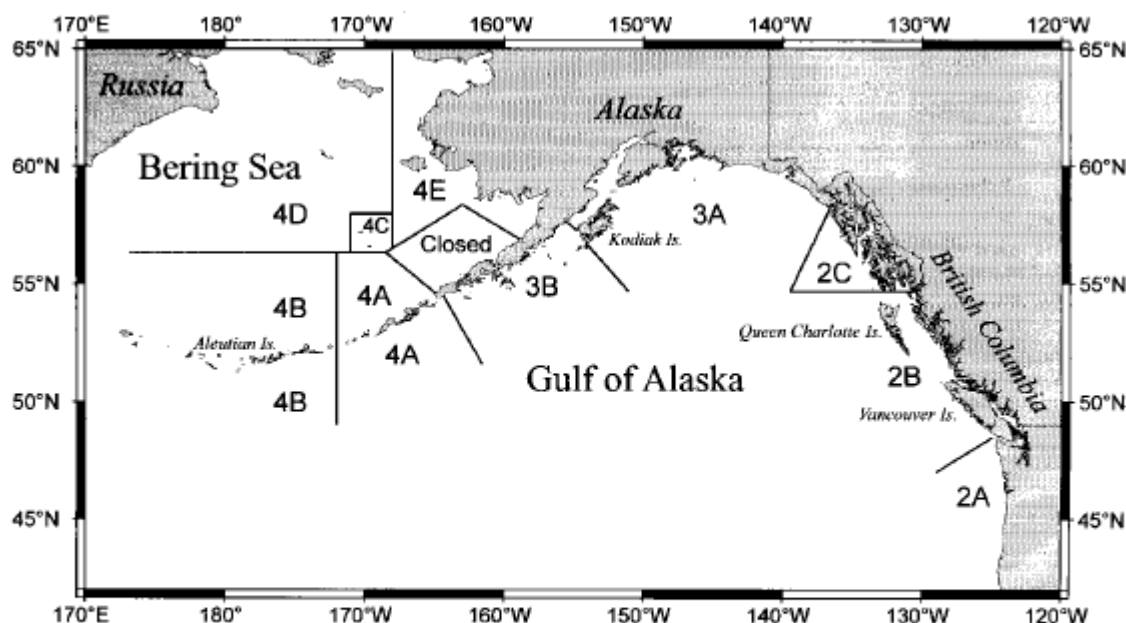 170°E 180° 170°W 160°W 150°W 140°W 130°W 120°W
65°N 65°N
Russia
Alaska
60°N 60°N
Bering Sea
4E
4D
4C
3A
Closed
Kodiak Is.
British Columbia
55°N 55°N
2C
3B
4A
4B
Queen Charlotte Is.
Aleutian Is.
4A
Gulf of Alaska
2B
50°N 50°N
4B
Vancouver Is.
2A
45°N 45°N
170°E 180° 170°W 160°W 150°W 140°W 130°W 120°W